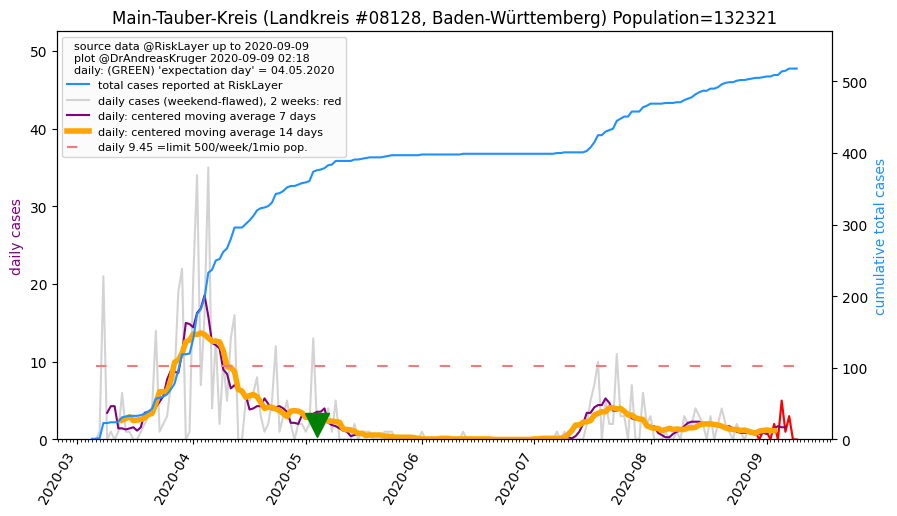 Main-Tauber-Kreis (Landkreis #08128, Baden-Württemberg) Population=132321
source data @RiskLayer up to 2020-09-09
plot @DrAndreasKruger 2020-09-09 02:18
daily: (GREEN) 'expectation day' = 04.05.2020
total cases reported at RiskLayer
daily cases (weekend-flawed), 2 weeks: red
daily: centered moving average 7 days
daily: centered moving average 14 days
daily 9.45 =limit 500/week/1mio pop.
daily cases
50
40
30
20
10
0
cumulative total cases
500
400
300
200
100
0
2020-03
2020-04
2020-05
2020-06
2020-07
2020-08
2020-09